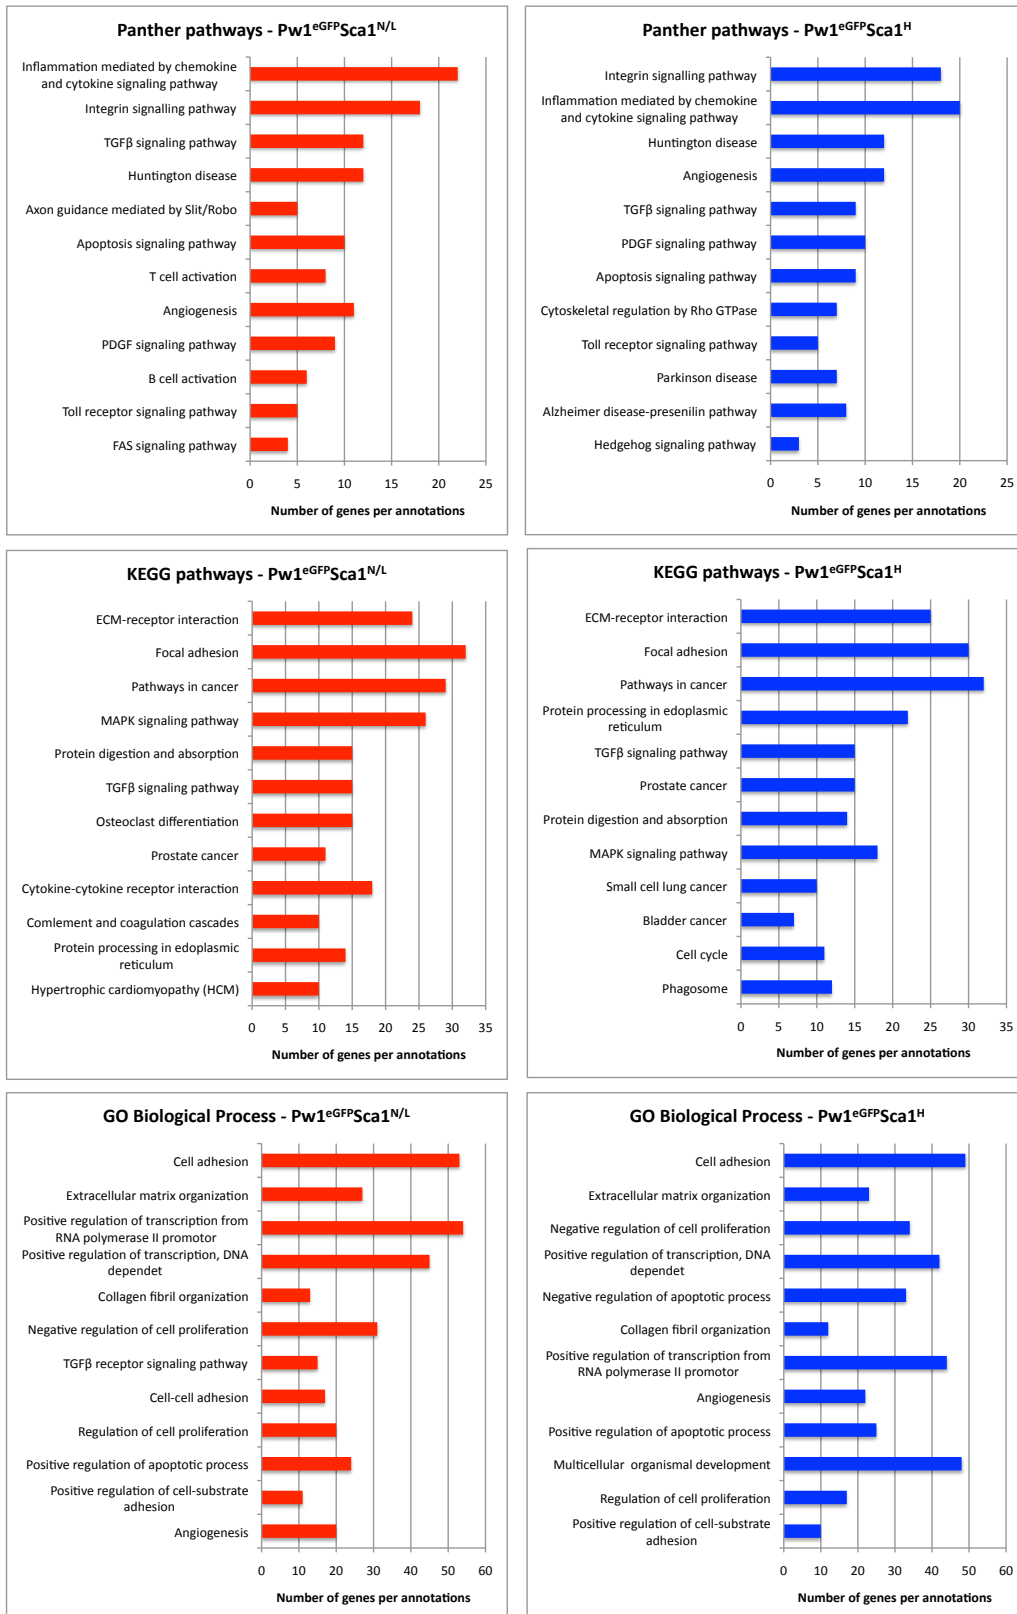 Panther pathways - Pw1eGFPSca1N/L
Inflammation mediated by chemokine
and cytokine signaling pathway
Integrin signalling pathway
TGFβ signaling pathway
Huntington disease
Axon guidance mediated by Slit/Robo
Apoptosis signaling pathway
T cell activation
Angiogenesis
PDGF signaling pathway
B cell activation
Toll receptor signaling pathway
FAS signaling pathway
0 5 10 15 20 25
Number of genes per annotations
Panther pathways - Pw1eGFPSca1H
Integrin signalling pathway
Inflammation mediated by chemokine
and cytokine signaling pathway
Huntington disease
Angiogenesis
TGFβ signaling pathway
PDGF signaling pathway
Apoptosis signaling pathway
Cytoskeletal regulation by Rho GTPase
Toll receptor signaling pathway
Parkinson disease
Alzheimer disease-presenilin pathway
Hedgehog signaling pathway
0 5 10 15 20 25
Number of genes per annotations
KEGG pathways - Pw1eGFPSca1N/L
ECM-receptor interaction
Focal adhesion
Pathways in cancer
MAPK signaling pathway
Protein digestion and absorption
TGFβ signaling pathway
Osteoclast differentiation
Prostate cancer
Cytokine-cytokine receptor interaction
Comlement and coagulation cascades
Protein processing in edoplasmic
reticulum
Hypertrophic cardiomyopathy (HCM)
0 5 10 15 20 25 30 35
Number of genes per annotations
KEGG pathways - Pw1eGFPSca1H
ECM-receptor interaction
Focal adhesion
Pathways in cancer
Protein processing in edoplasmic
reticulum
TGFβ signaling pathway
Prostate cancer
Protein digestion and absorption
MAPK signaling pathway
Small cell lung cancer
Bladder cancer
Cell cycle
Phagosome
0 5 10 15 20 25 30 35
Number of genes per annotations
GO Biological Process - Pw1eGFPSca1N/L
Cell adhesion
Extracellular matrix organization
Positive regulation of transcription from
RNA polymerase II promotor
Positive regulation of transcription, DNA
dependet
Collagen fibril organization
Negative regulation of cell proliferation
TGFβ receptor signaling pathway
Cell-cell adhesion
Regulation of cell proliferation
Positive regulation of apoptotic process
Positive regulation of cell-substrate
adhesion
Angiogenesis
0 10 20 30 40 50 60
Number of genes per annotations
GO Biological Process - Pw1eGFPSca1H
Cell adhesion
Extracellular matrix organization
Negative regulation of cell proliferation
Positive regulation of transcription, DNA
dependet
Negative regulation of apoptotic process
Collagen fibril organization
Positive regulation of transcription from
RNA polymerase II promotor
Angiogenesis
Positive regulation of apoptotic process
Multicellular organismal development
Regulation of cell proliferation
Positive regulation of cell-substrate
adhesion
0 10 20 30 40 50 60
Number of genes per annotations